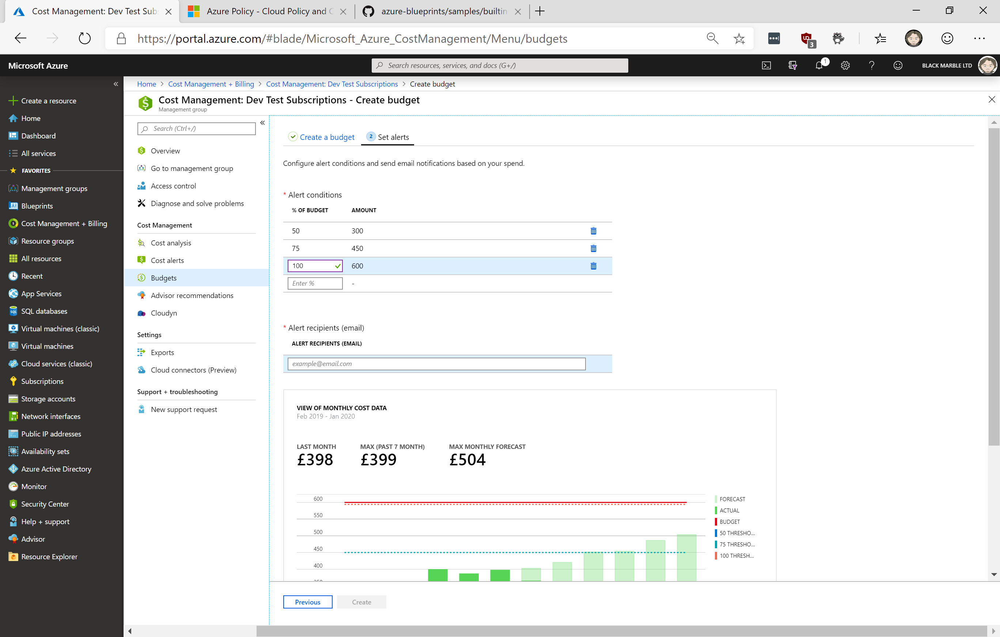 Cost Management: Dev Test Sub
Azure Policy - Cloud Policy and C
azure-blueprints/samples/builtin
https://portal.azure.com/#blade/Microsoft_Azure_CostManagement/Menu/budgets
3
Microsoft Azure
Search resources, services, and docs (G+/)
1
BLACK MARBLE LTD
Home > Cost Management + Billing > Cost Management: Dev Test Subscriptions > Create budget
Cost Management: Dev Test Subscriptions - Create budget
Management group
Create a resource
Home
Dashboard
All services
FAVORITES
Management groups
Blueprints
Cost Management + Billing
Resource groups
All resources
Recent
App Services
SQL databases
Virtual machines (classic)
Virtual machines
Cloud services (classic)
Subscriptions
Storage accounts
Network interfaces
Public IP addresses
Availability sets
Azure Active Directory
Monitor
Security Center
Help + support
Advisor
Resource Explorer
Search (Ctrl+/)
Overview
Go to management group
Access control
Diagnose and solve problems
Cost Management
Cost analysis
Cost alerts
Budgets
Advisor recommendations
Cloudyn
Settings
Exports
Cloud connectors (Preview)
Support + troubleshooting
New support request
Create a budget
2 Set alerts
Configure alert conditions and send email notifications based on your spend.
* Alert conditions
% OF BUDGET AMOUNT
50 300
75 450
100 600
Enter % -
* Alert recipients (email)
ALERT RECIPIENTS (EMAIL)
example@email.com
VIEW OF MONTHLY COST DATA
Feb 2019 - Jan 2020
LAST MONTH
£398
MAX (PAST 7 MONTH)
£399
MAX MONTHLY FORECAST
£504
600
550
500
450
400
FORECAST
ACTUAL
BUDGET
50 THRESHO...
75 THRESHO...
100 THRESH...
Previous
Create